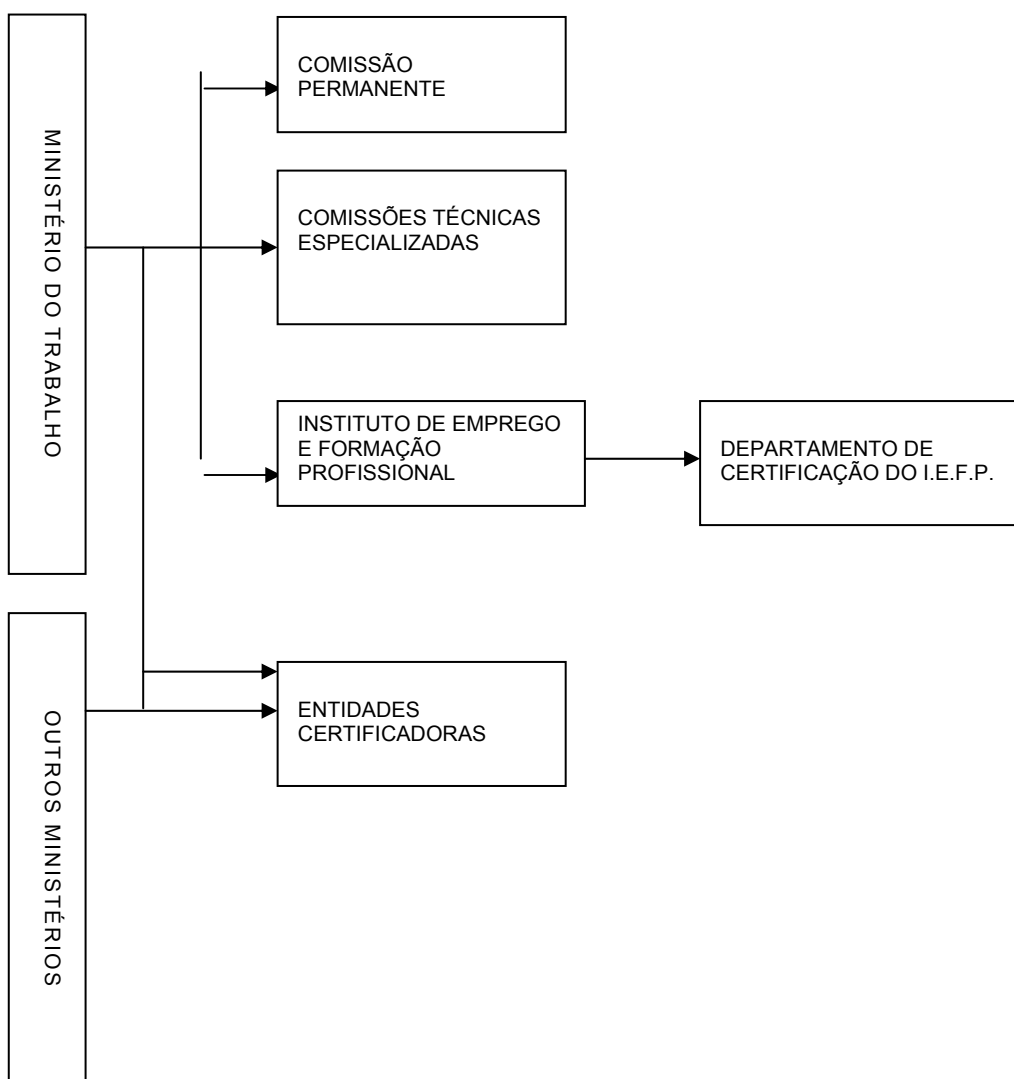 MINISTÉRIO DO TRABALHO
COMISSÃO
PERMANENTE
COMISSÕES TÉCNICAS
ESPECIALIZADAS
INSTITUTO DE EMPREGO
E FORMAÇÃO
PROFISSIONAL
DEPARTAMENTO DE
CERTIFICAÇÃO DO I.E.F.P.
OUTROS MINISTÉRIOS
ENTIDADES
CERTIFICADORAS